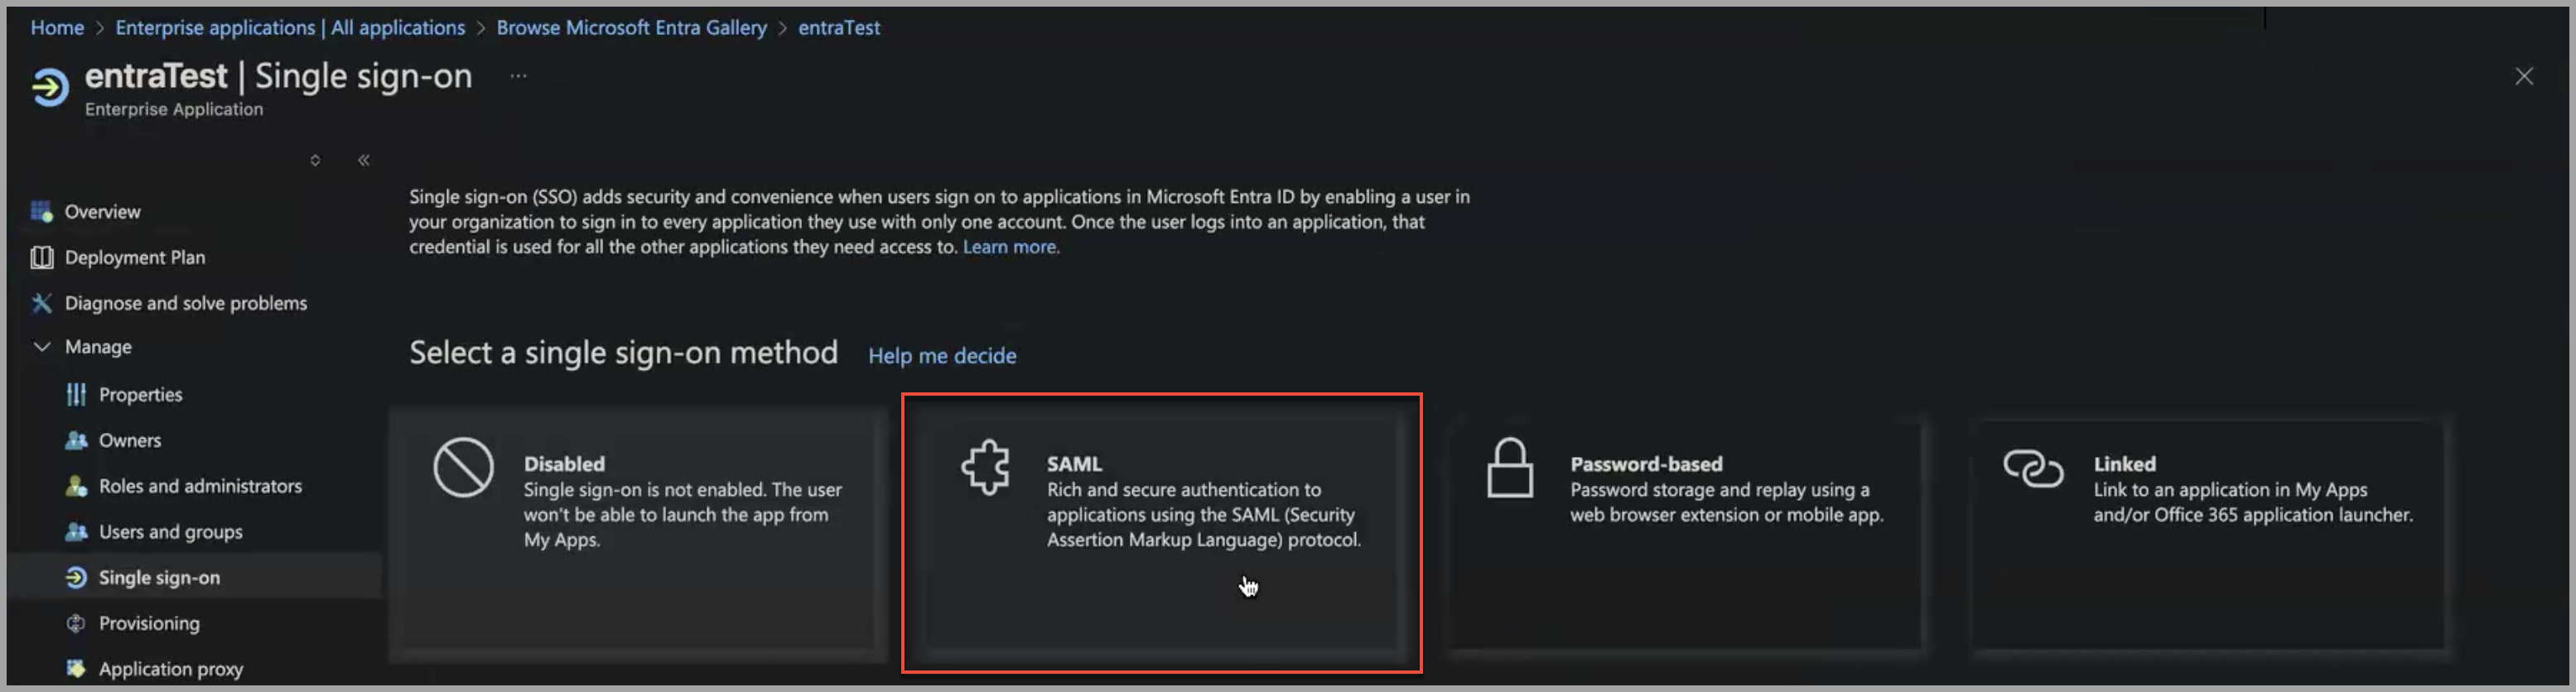 Home > Enterprise applications | All applications > Browse Microsoft Entra Gallery > entraTest
entraTest | Single sign-on ...
Enterprise Application
Overview
Deployment Plan
Diagnose and solve problems
Manage
Properties
Owners
Roles and administrators
Users and groups
Single sign-on
Provisioning
Application proxy
Single sign-on (SSO) adds security and convenience when users sign on to applications in Microsoft Entra ID by enabling a user in
your organization to sign in to every application they use with only one account. Once the user logs into an application, that
credential is used for all the other applications they need access to. Learn more.
Select a single sign-on method Help me decide
Disabled
Single sign-on is not enabled. The user
won't be able to launch the app from
My Apps.
SAML
Rich and secure authentication to
applications using the SAML (Security
Assertion Markup Language) protocol.
Password-based
Password storage and replay using a
web browser extension or mobile app.
Linked
Link to an application in My Apps
and/or Office 365 application launcher.